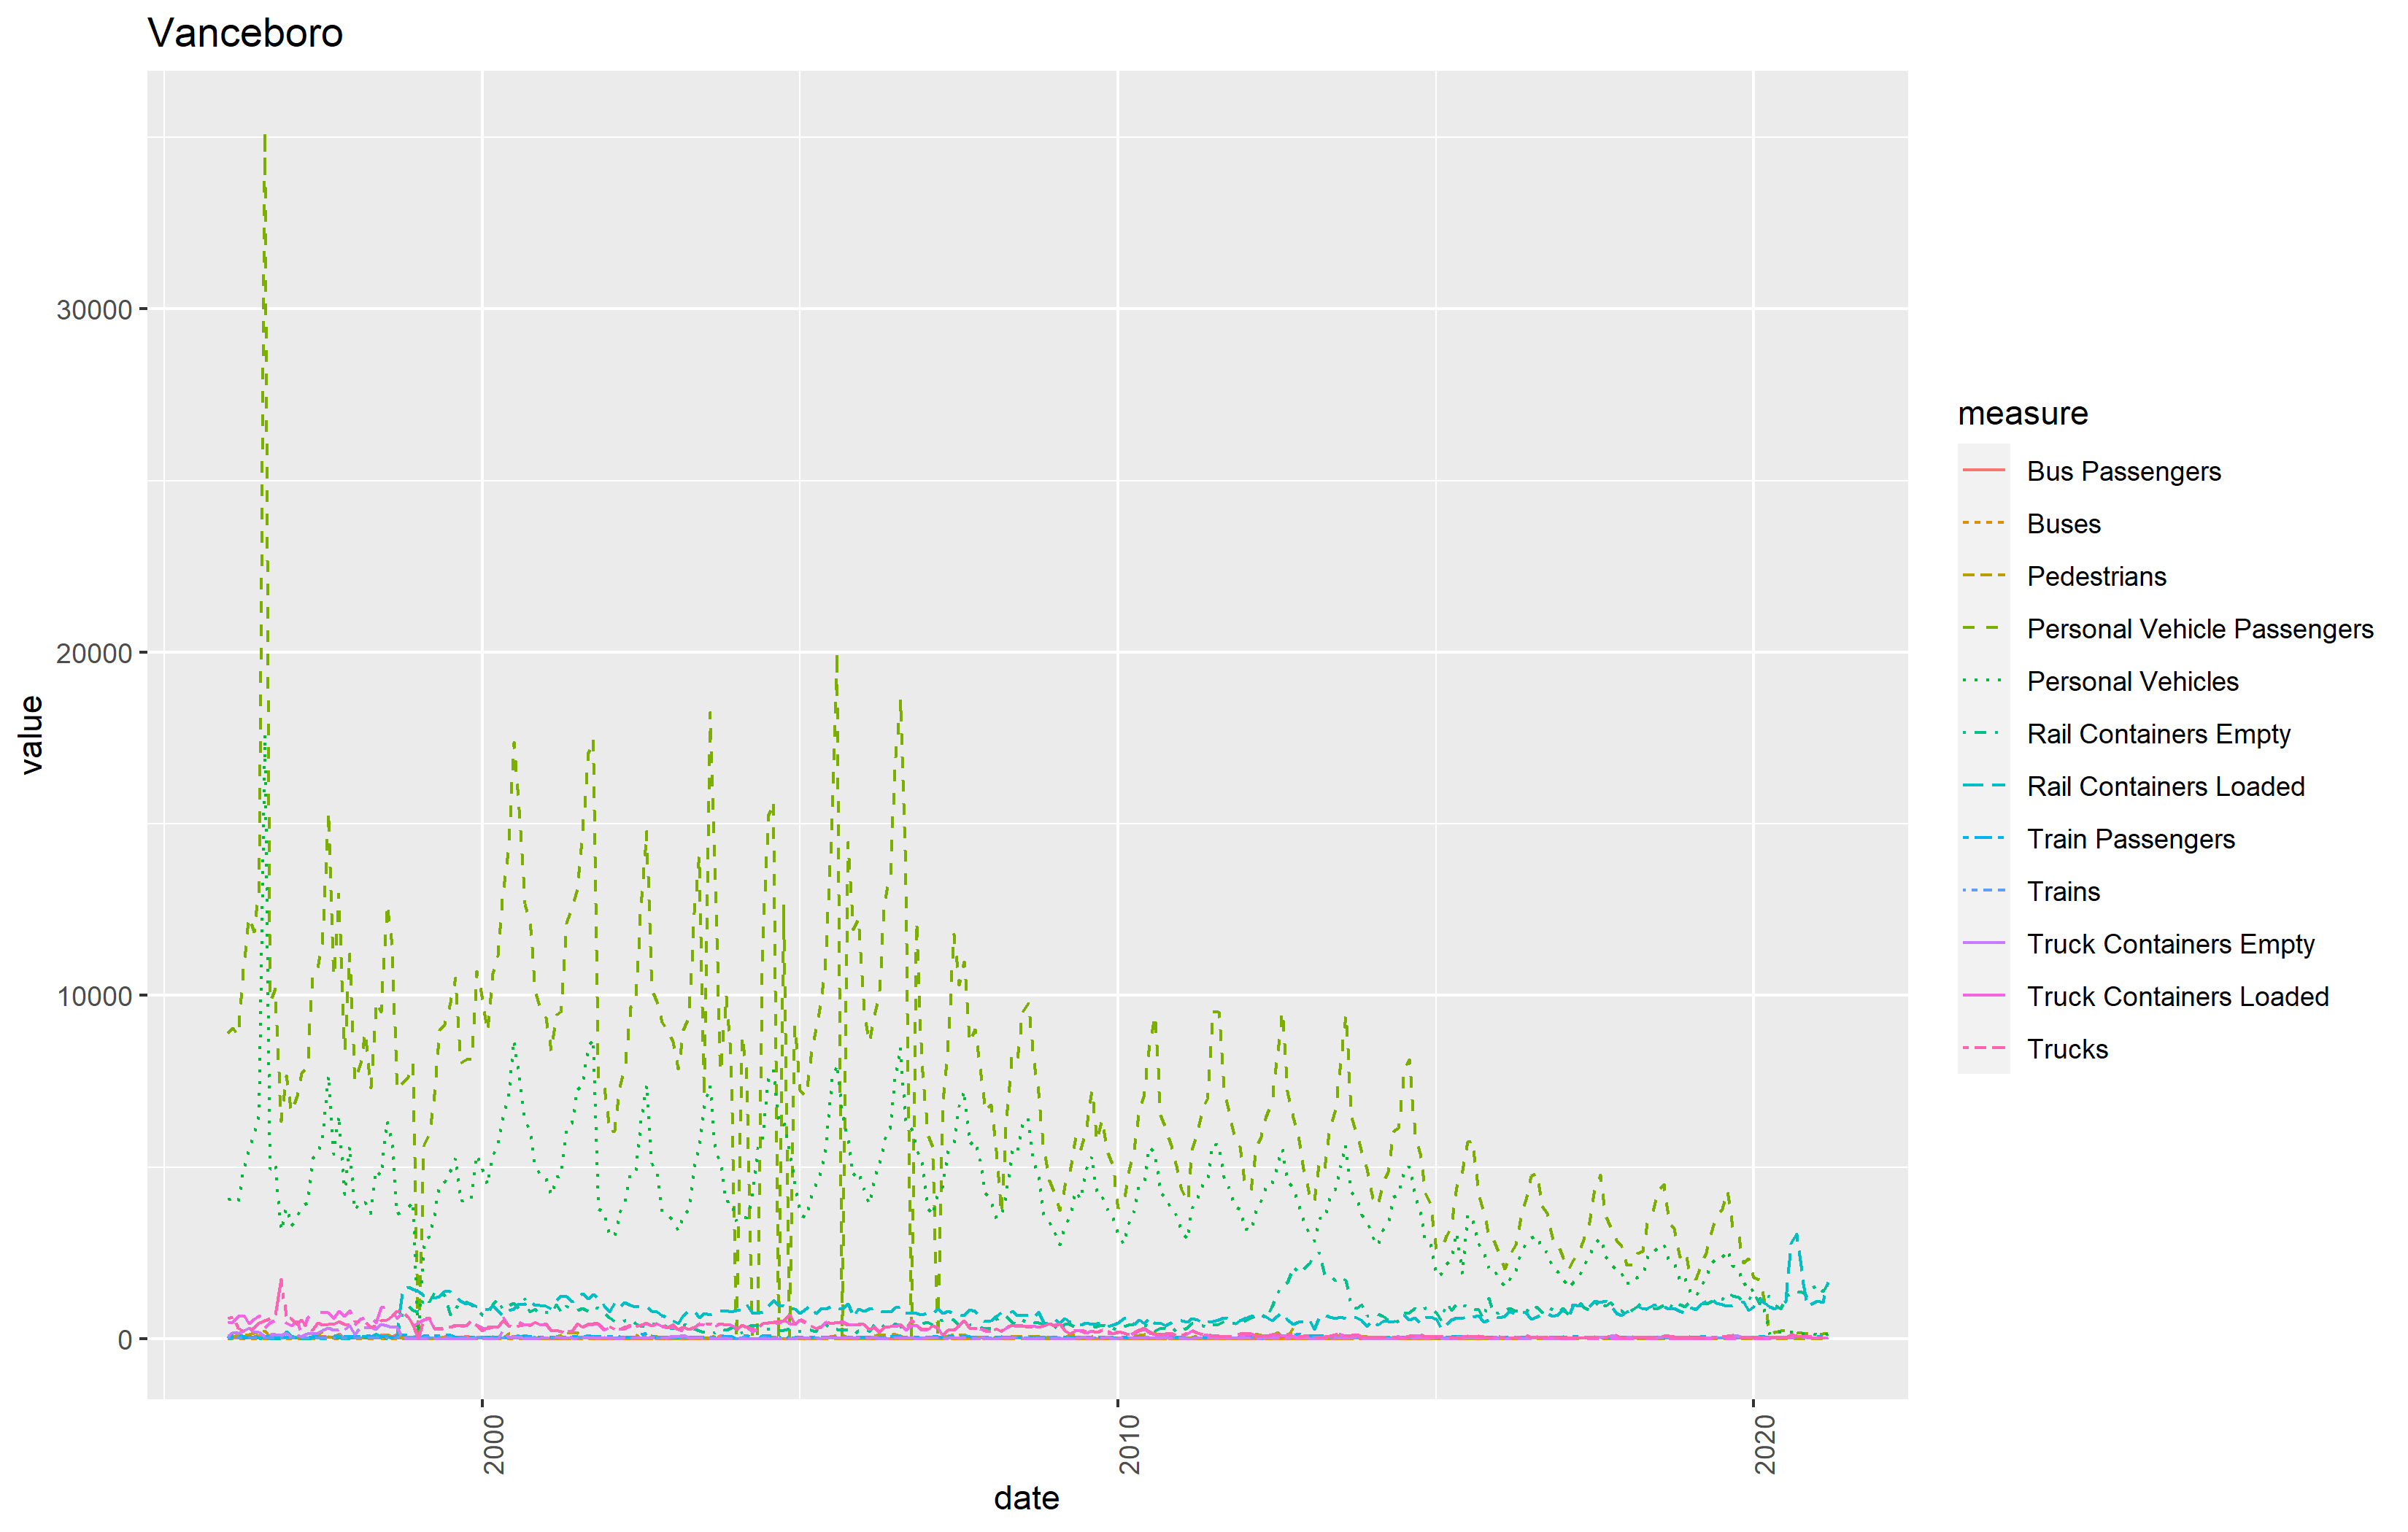 Vanceboro
value
30000
20000
10000
0
2000
2010
2020
date
measure
Bus Passengers
Buses
Pedestrians
Personal Vehicle Passengers
Personal Vehicles
Rail Containers Empty
Rail Containers Loaded
Train Passengers
Trains
Truck Containers Empty
Truck Containers Loaded
Trucks